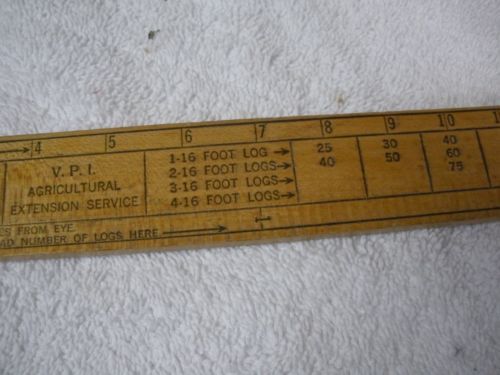 4 5 6 7 8 9 10
V. P. I.
AGRICULTURAL
EXTENSION SERVICE
1-16 FOOT LOG → 25 30 40
2-16 FOOT LOGS→ 40 50 60
3-16 FOOT LOGS→ 75
4-16 FOOT LOGS→
FROM EYE.
NUMBER OF LOGS HERE → 1